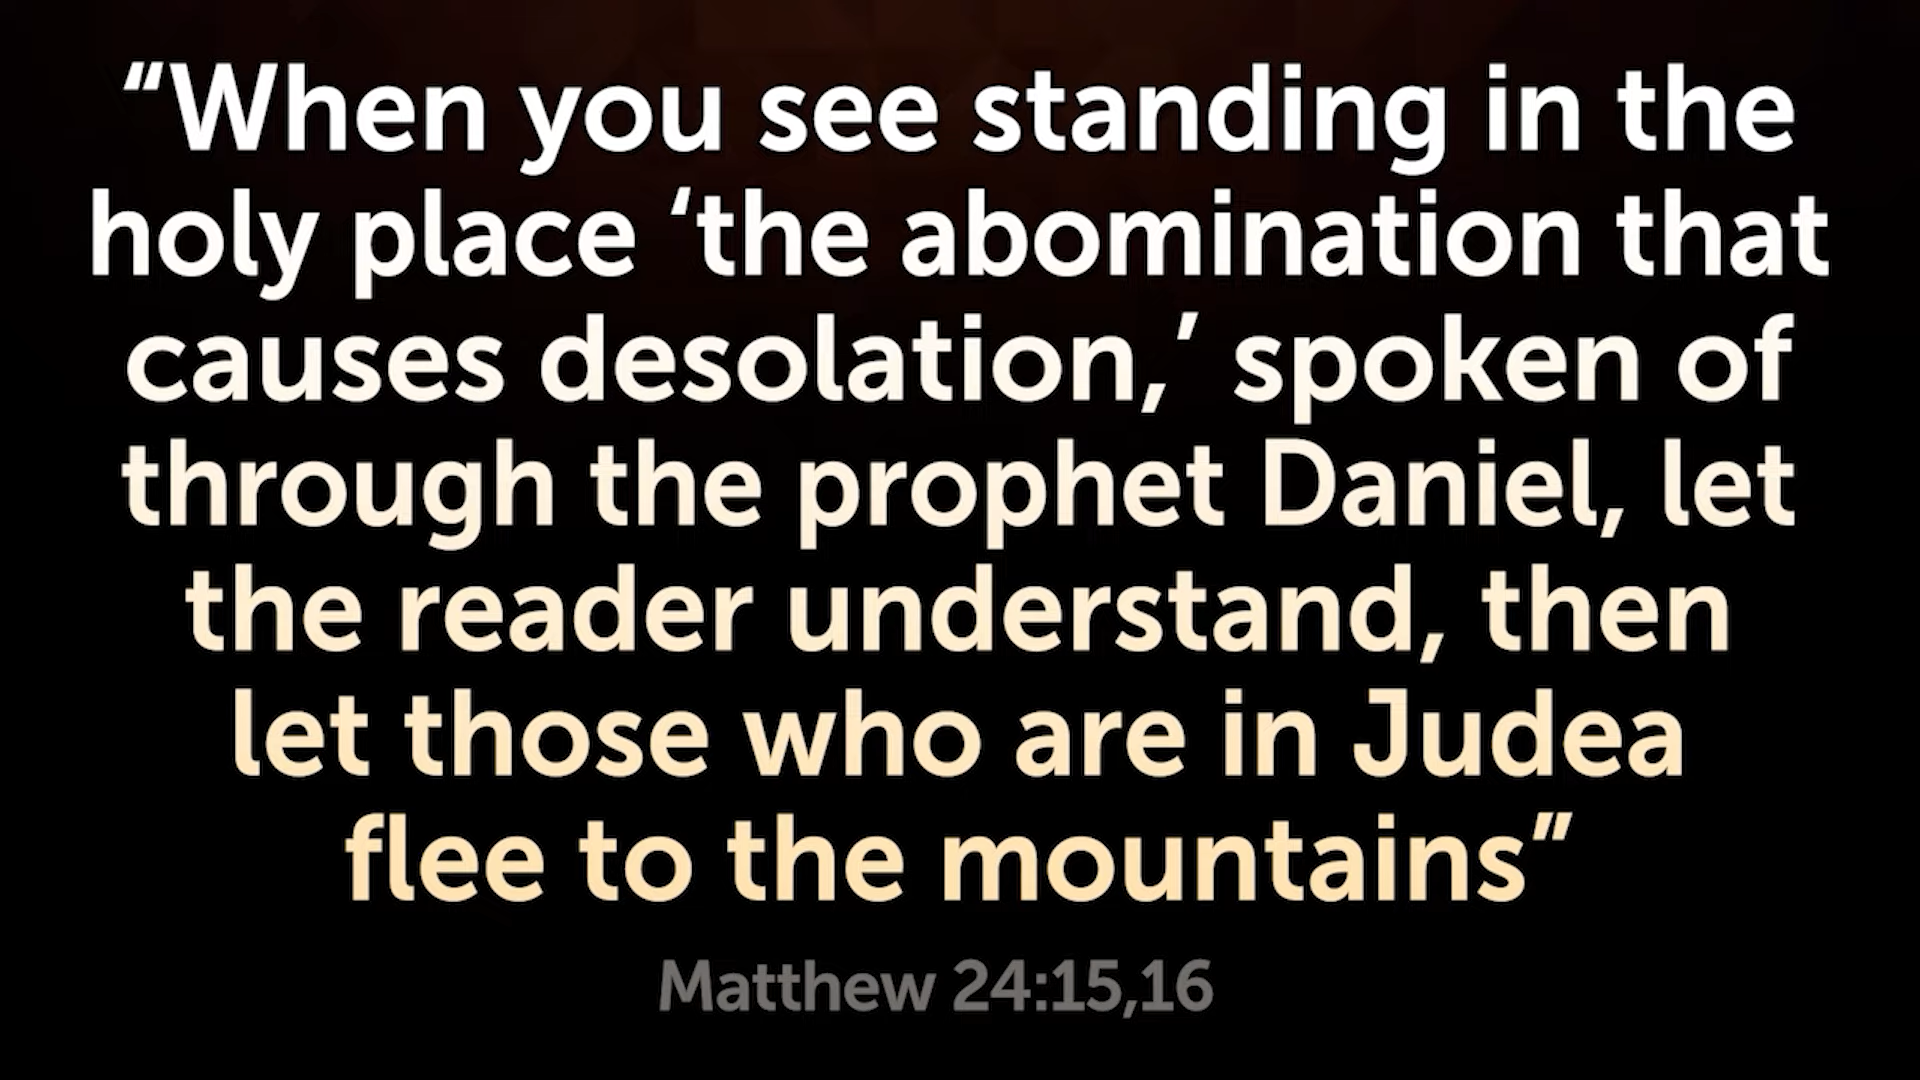 “When you see standing in the
holy place ‘the abomination that
causes desolation,’ spoken of
through the prophet Daniel, let
the reader understand, then
let those who are in Judea
flee to the mountains”
Matthew 24:15,16